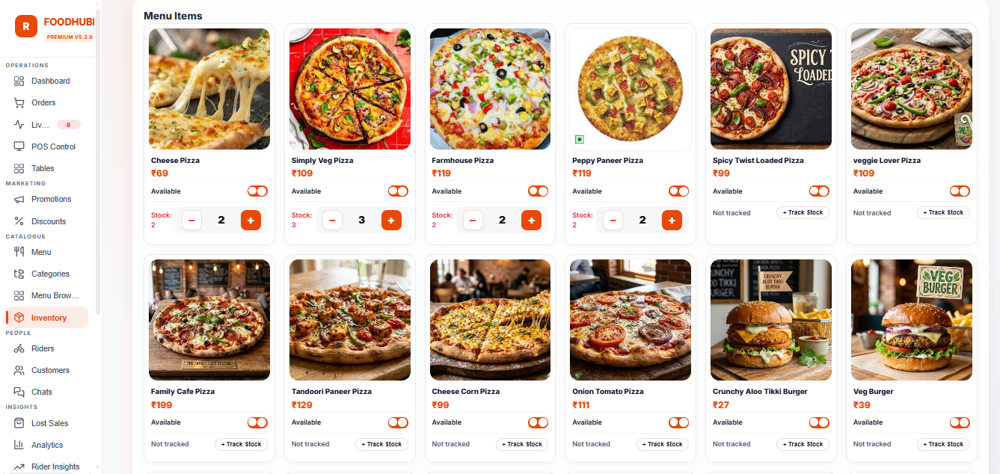 R
FOODHUB
PREMIUM V5.3.6
OPERATIONS
Dashboard
Orders
Liv... 8
POS Control
Tables
MARKETING
Promotions
Discounts
CATALOGUE
Menu
Categories
Menu Brow...
Inventory
PEOPLE
Riders
Customers
Chats
INSIGHTS
Lost Sales
Analytics
Rider Insights
Menu Items
SPICY
LOADED
Cheese Pizza
₹69
Available
Stock: 2
− 2 +
Simply Veg Pizza
₹109
Available
Stock: 3
− 3 +
Farmhouse Pizza
₹119
Available
Stock: 2
− 2 +
Peppy Paneer Pizza
₹119
Available
Stock: 2
− 2 +
Spicy Twist Loaded Pizza
₹99
Available
Not tracked
+ Track Stock
veggie Lover Pizza
₹109
Available
Not tracked
+ Track Stock
THE FAMILY CAFE SPECIAL
Family Cafe Pizza
₹199
Available
Not tracked
+ Track Stock
Tandoori Paneer Pizza
₹129
Available
Not tracked
+ Track Stock
Cheese Corn Pizza
₹99
Available
Not tracked
+ Track Stock
Onion Tomato Pizza
₹111
Available
Not tracked
+ Track Stock
CRUNCHY
ALOO TIKKI
BURGER
Crunchy Aloo Tikki Burger
₹27
Available
Not tracked
+ Track Stock
VEG
BURGER
Veg Burger
₹39
Available
Not tracked
+ Track Stock